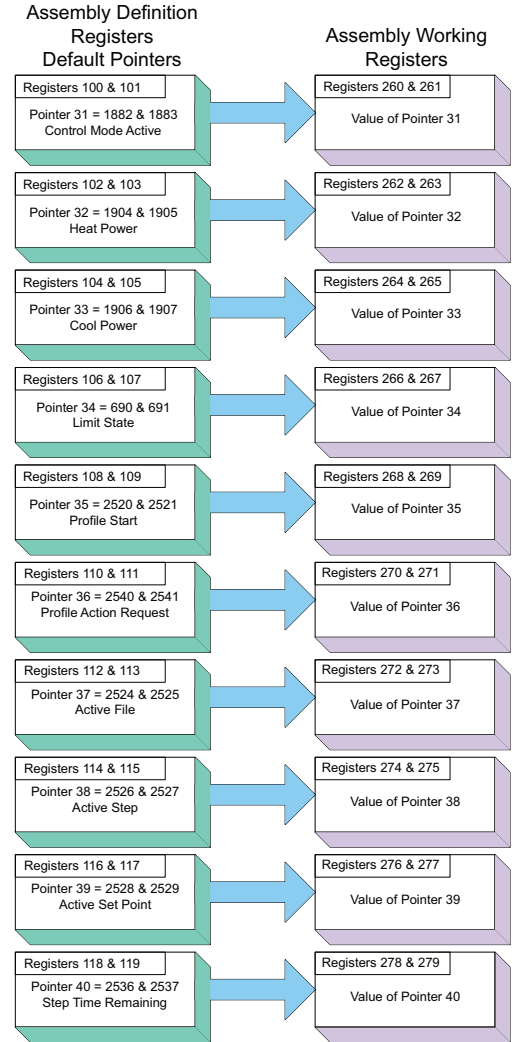 Assembly Definition
Registers
Default Pointers
Assembly Working
Registers
Registers 100 & 101
Pointer 31 = 1882 & 1883
Control Mode Active
Registers 260 & 261
Value of Pointer 31
Registers 102 & 103
Pointer 32 = 1904 & 1905
Heat Power
Registers 262 & 263
Value of Pointer 32
Registers 104 & 105
Pointer 33 = 1906 & 1907
Cool Power
Registers 264 & 265
Value of Pointer 33
Registers 106 & 107
Pointer 34 = 690 & 691
Limit State
Registers 266 & 267
Value of Pointer 34
Registers 108 & 109
Pointer 35 = 2520 & 2521
Profile Start
Registers 268 & 269
Value of Pointer 35
Registers 110 & 111
Pointer 36 = 2540 & 2541
Profile Action Request
Registers 270 & 271
Value of Pointer 36
Registers 112 & 113
Pointer 37 = 2524 & 2525
Active File
Registers 272 & 273
Value of Pointer 37
Registers 114 & 115
Pointer 38 = 2526 & 2527
Active Step
Registers 274 & 275
Value of Pointer 38
Registers 116 & 117
Pointer 39 = 2528 & 2529
Active Set Point
Registers 276 & 277
Value of Pointer 39
Registers 118 & 119
Pointer 40 = 2536 & 2537
Step Time Remaining
Registers 278 & 279
Value of Pointer 40